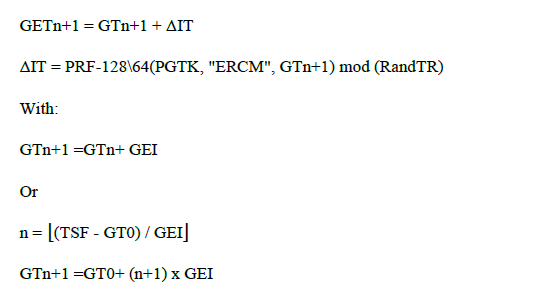 GETn+1 = GTn+1 + ΔIT
ΔIT = PRF-128\64(PGTK, "ERCM", GTn+1) mod (RandTR)
With:
GTn+1 =GTn+ GEI
Or
n = ⌊(TSF - GT0) / GEI⌋
GTn+1 =GT0+ (n+1) x GEI